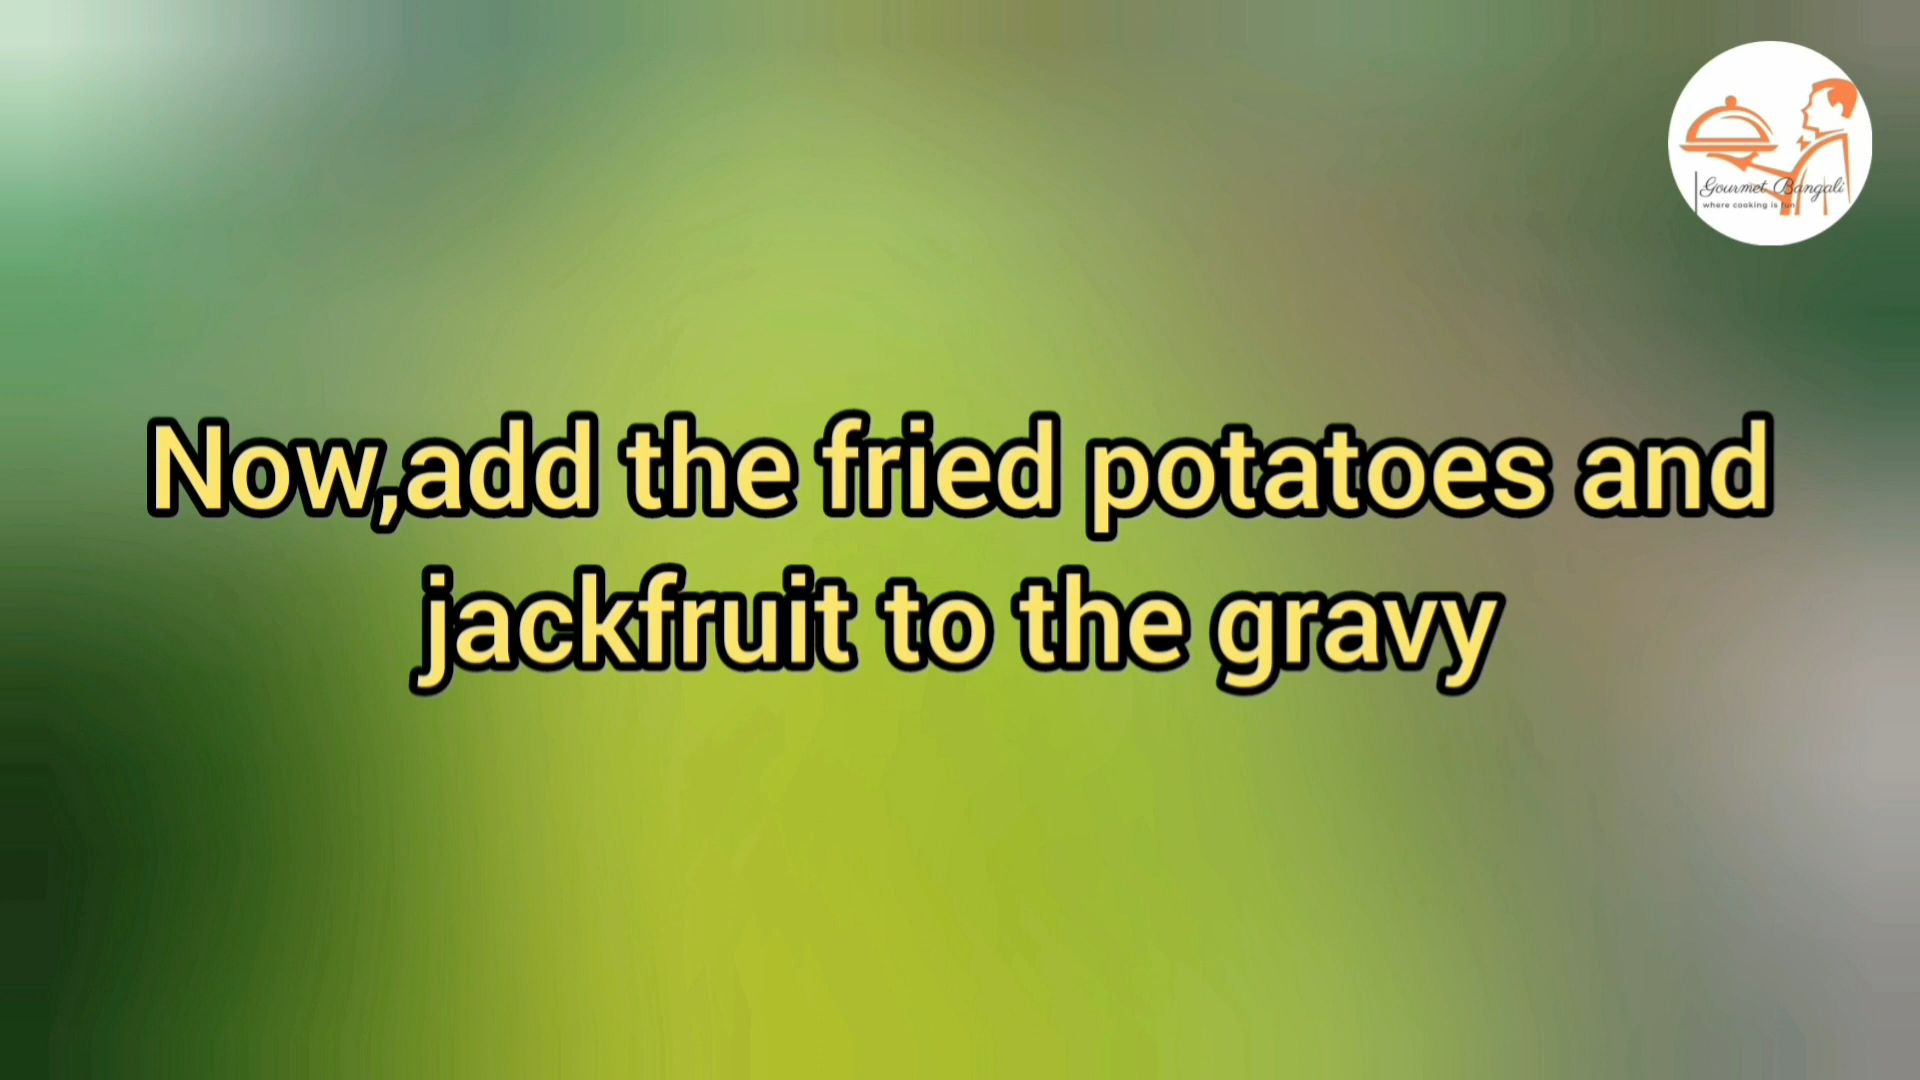 Gourmet Bangali
where cooking is fun
Now,add the fried potatoes and
jackfruit to the gravy